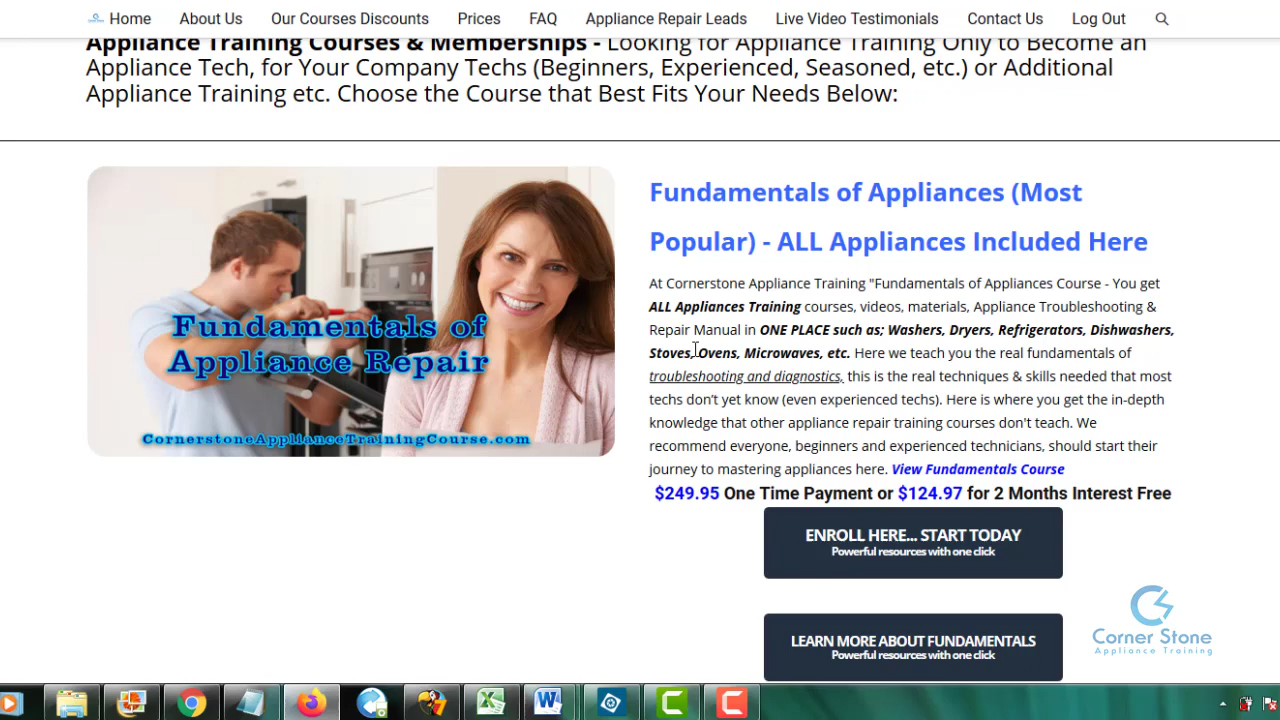 Home About Us Our Courses Discounts Prices FAQ Appliance Repair Leads Live Video Testimonials Contact Us Log Out
Appliance Training Courses & Memberships - Looking for Appliance Training Only to Become an
Appliance Tech, for Your Company Techs (Beginners, Experienced, Seasoned, etc.) or Additional
Appliance Training etc. Choose the Course that Best Fits Your Needs Below:
Fundamentals of
Appliance Repair
CornerstoneApplianceTrainingCourse.com
Fundamentals of Appliances (Most
Popular) - ALL Appliances Included Here
At Cornerstone Appliance Training "Fundamentals of Appliances Course - You get
ALL Appliances Training courses, videos, materials, Appliance Troubleshooting &
Repair Manual in ONE PLACE such as; Washers, Dryers, Refrigerators, Dishwashers,
Stoves, Ovens, Microwaves, etc. Here we teach you the real fundamentals of
troubleshooting and diagnostics, this is the real techniques & skills needed that most
techs don't yet know (even experienced techs). Here is where you get the in-depth
knowledge that other appliance repair training courses don't teach. We
recommend everyone, beginners and experienced technicians, should start their
journey to mastering appliances here. View Fundamentals Course
$249.95 One Time Payment or $124.97 for 2 Months Interest Free
ENROLL HERE... START TODAY
Powerful resources with one click
LEARN MORE ABOUT FUNDAMENTALS
Powerful resources with one click
Corner Stone
Appliance Training